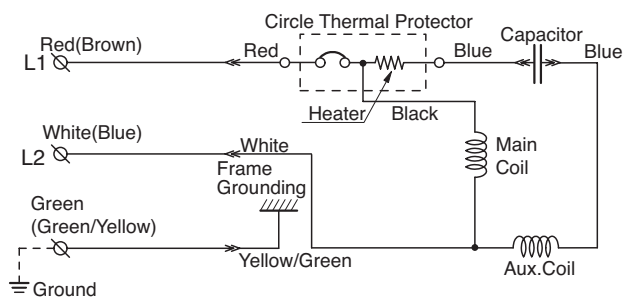 Circle Thermal Protector
Red(Brown)
L1
Red
Blue
Capacitor
Blue
Heater
Black
White(Blue)
L2
White
Main
Coil
Frame
Grounding
Green
(Green/Yellow)
Yellow/Green
Aux.Coil
Ground